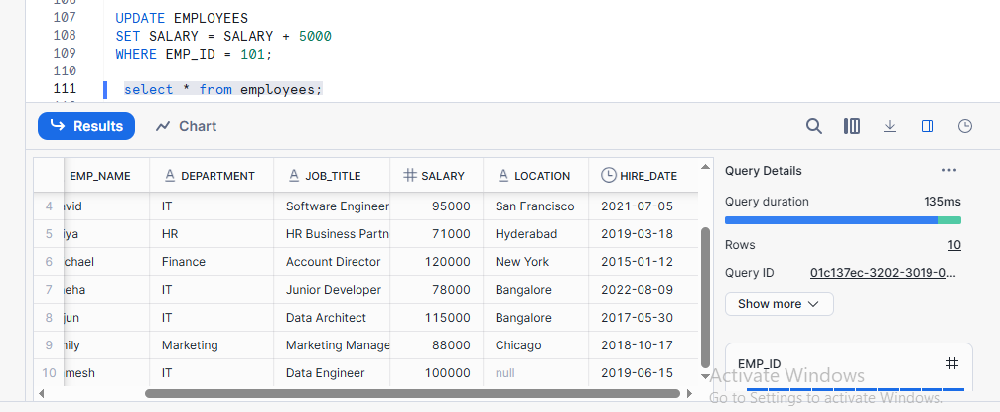 106
107 UPDATE EMPLOYEES
108 SET SALARY = SALARY + 5000
109 WHERE EMP_ID = 101;
110
111 select * from employees;
Results Chart
EMP_NAME A DEPARTMENT A JOB_TITLE # SALARY A LOCATION HIRE_DATE
4 vid IT Software Engineer 95000 San Francisco 2021-07-05
5 iya HR HR Business Partn 71000 Hyderabad 2019-03-18
6 chael Finance Account Director 120000 New York 2015-01-12
7 eha IT Junior Developer 78000 Bangalore 2022-08-09
8 jun IT Data Architect 115000 Bangalore 2017-05-30
9 nily Marketing Marketing Manage 88000 Chicago 2018-10-17
10 mesh IT Data Engineer 100000 null 2019-06-15
Query Details ...
Query duration 135ms
Rows 10
Query ID 01c137ec-3202-3019-0...
Show more
EMP_ID #
Activate Windows
Go to Settings to activate Windows.